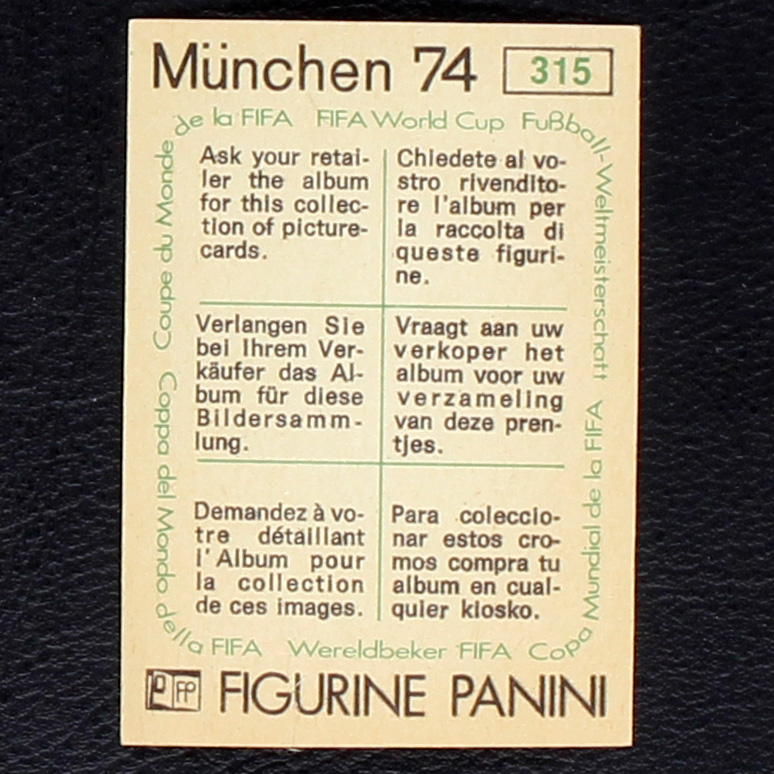 München 74 315
Coupe du Monde de la FIFA FIFA World Cup Fußball-Weltmeisterschaft
Ask your retai-
ler the album
for this collec-
tion of picture-
cards.
Chiedete al vo-
stro rivendito-
re l'album per
la raccolta di
queste figuri-
ne.
Verlangen Sie
bei Ihrem Ver-
käufer das Al-
bum für diese
Bildersamm-
lung.
Vraagt aan uw
verkoper het
album voor uw
verzameling
van deze pren-
tjes.
Demandez à vo-
tre détaillant
l'Album pour
la collection
de ces images.
Para coleccio-
nar estos cro-
mos compra tu
album en cual-
quier kiosko.
Coppa del Mondo della FIFA Wereldbeker FIFA Copa Mundial de la FIFA
FP FIGURINE PANINI